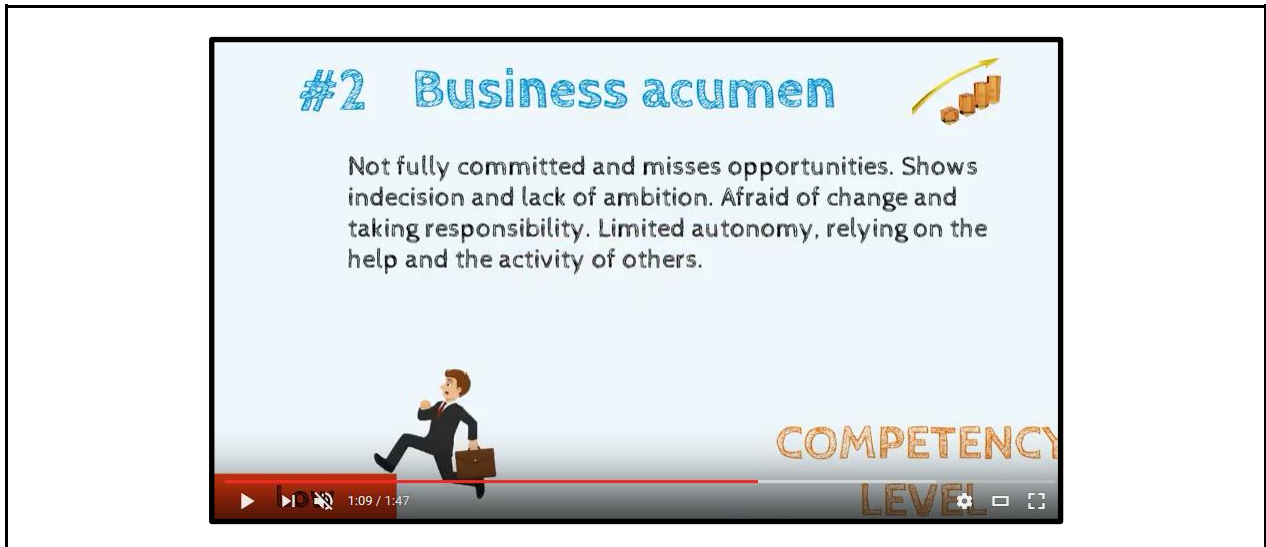 #2 Business acumen
Not fully committed and misses opportunities. Shows
indecision and lack of ambition. Afraid of change and
taking responsibility. Limited autonomy, relying on the
help and the activity of others.
COMPETENCY
LEVEL
Low
1:09 / 1:47